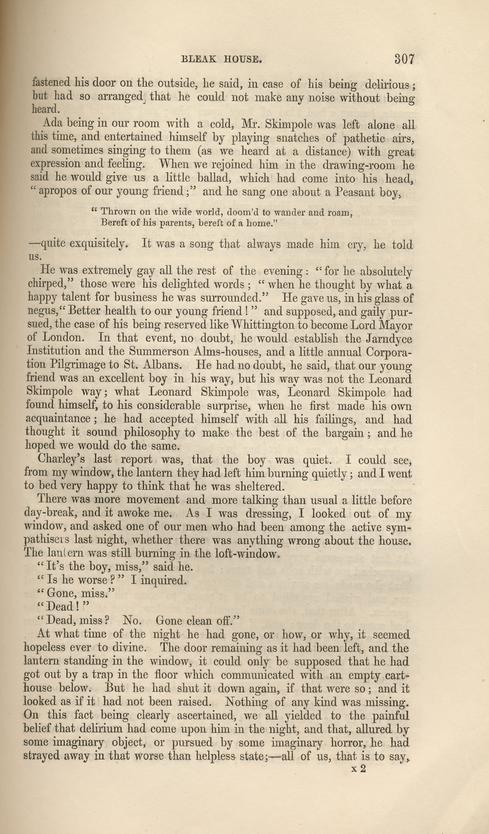 BLEAK HOUSE. 307
fastened his door on the outside, he said, in case of his being delirious;
but had so arranged that he could not make any noise without being
heard.
Ada being in our room with a cold, Mr. Skimpole was left alone all
this time, and entertained himself by playing snatches of pathetic airs,
and sometimes singing to them (as we heard at a distance) with great
expression and feeling. When we rejoined him in the drawing-room he
said he would give us a little ballad, which had come into his head,
“apropos of our young friend;” and he sang one about a Peasant boy,
“Thrown on the wide world, doom'd to wander and roam,
Bereft of his parents, bereft of a home.”
—quite exquisitely. It was a song that always made him cry, he told
us.
He was extremely gay all the rest of the evening: “for he absolutely
chirped,” those were his delighted words; “when he thought by what a
happy talent for business he was surrounded.” He gave us, in his glass of
negus, “Better health to our young friend!” and supposed, and gaily pur-
sued, the case of his being reserved like Whittington to become Lord Mayor
of London. In that event, no doubt, he would establish the Jarndyce
Institution and the Summerson Alms-houses, and a little annual Corpora-
tion Pilgrimage to St. Albans. He had no doubt, he said, that our young
friend was an excellent boy in his way, but his way was not the Leonard
Skimpole way; what Leonard Skimpole was, Leonard Skimpole had
found himself, to his considerable surprise, when he first made his own
acquaintance; he had accepted himself with all his failings, and had
thought it sound philosophy to make the best of the bargain; and he
hoped we would do the same.
Charley's last report was, that the boy was quiet. I could see,
from my window, the lantern they had left him burning quietly; and I went
to bed very happy to think that he was sheltered.
There was more movement and more talking than usual a little before
day-break, and it awoke me. As I was dressing, I looked out of my
window, and asked one of our men who had been among the active sym-
pathisers last night, whether there was anything wrong about the house.
The lantern was still burning in the loft-window.
“It's the boy, miss,” said he.
“Is he worse?” I inquired.
“Gone, miss.”
“Dead!”
“Dead, miss? No. Gone clean off.”
At what time of the night he had gone, or how, or why, it seemed
hopeless ever to divine. The door remaining as it had been left, and the
lantern standing in the window, it could only be supposed that he had
got out by a trap in the floor which communicated with an empty cart-
house below. But he had shut it down again, if that were so; and it
looked as if it had not been raised. Nothing of any kind was missing.
On this fact being clearly ascertained, we all yielded to the painful
belief that delirium had come upon him in the night, and that, allured by
some imaginary object, or pursued by some imaginary horror, he had
strayed away in that worse than helpless state;—all of us, that is to say,
x 2